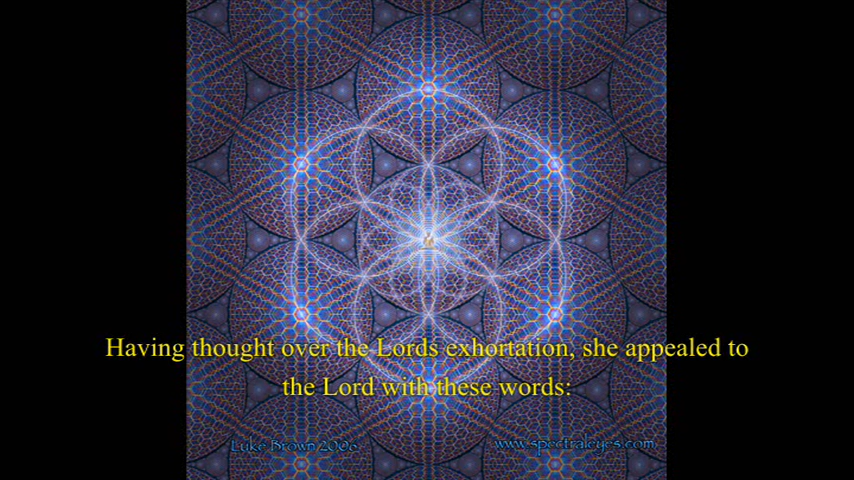 Having thought over the Lords exhortation, she appealed to
the Lord with these words:
Luke Brown 2006
www.spectraleyes.com